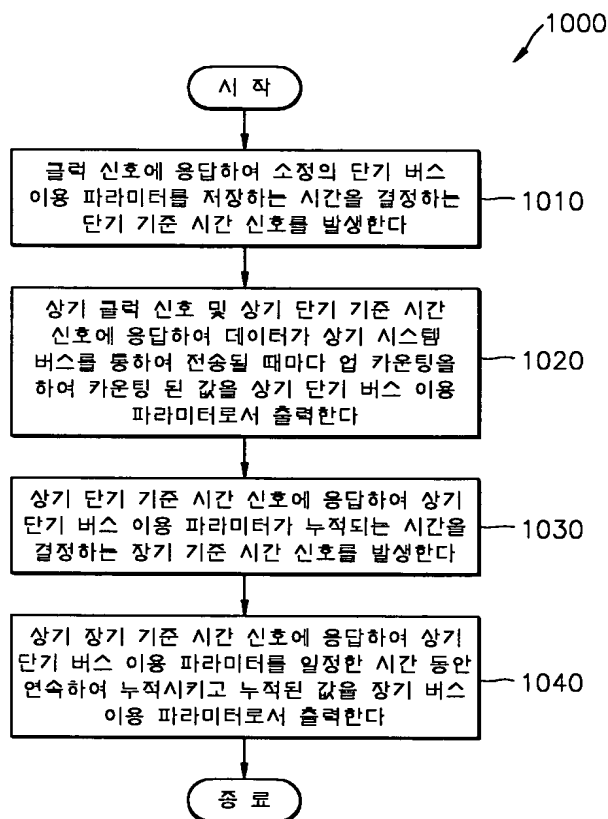 1000
시 작
클럭 신호에 응답하여 소정의 단기 버스
이용 파라미터를 저장하는 시간을 결정하는
단기 기준 시간 신호를 발생한다
1010
상기 클럭 신호 및 상기 단기 기준 시간
신호에 응답하여 데이터가 상기 시스템
버스를 통하여 전송될 때마다 업 카운팅을
하여 카운팅 된 값을 상기 단기 버스 이용
파라미터로서 출력한다
1020
상기 단기 기준 시간 신호에 응답하여 상기
단기 버스 이용 파라미터가 누적되는 시간을
결정하는 장기 기준 시간 신호를 발생한다
1030
상기 장기 기준 시간 신호에 응답하여 상기
단기 버스 이용 파라미터를 일정한 시간 동안
연속하여 누적시키고 누적된 값을 장기 버스
이용 파라미터로서 출력한다
1040
종 료